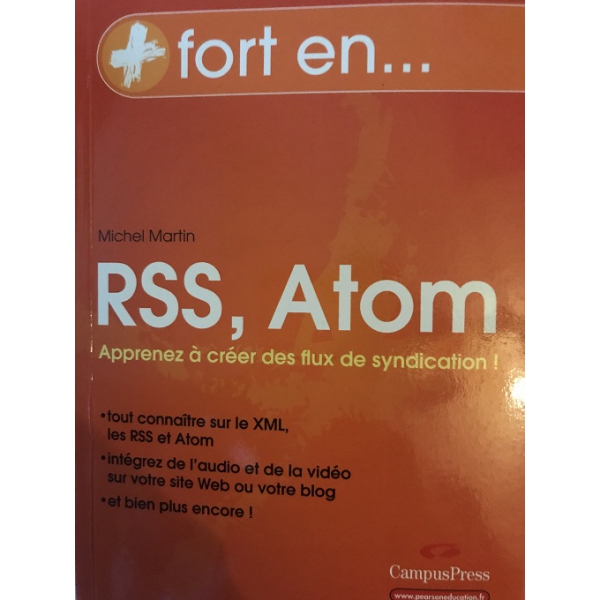 + fort en...
Michel Martin
RSS, Atom
Apprenez à créer des flux de syndication !
•tout connaître sur le XML,
les RSS et Atom
•intégrez de l'audio et de la vidéo
sur votre site Web ou votre blog
•et bien plus encore !
CampusPress
www.pearsoneducation.fr